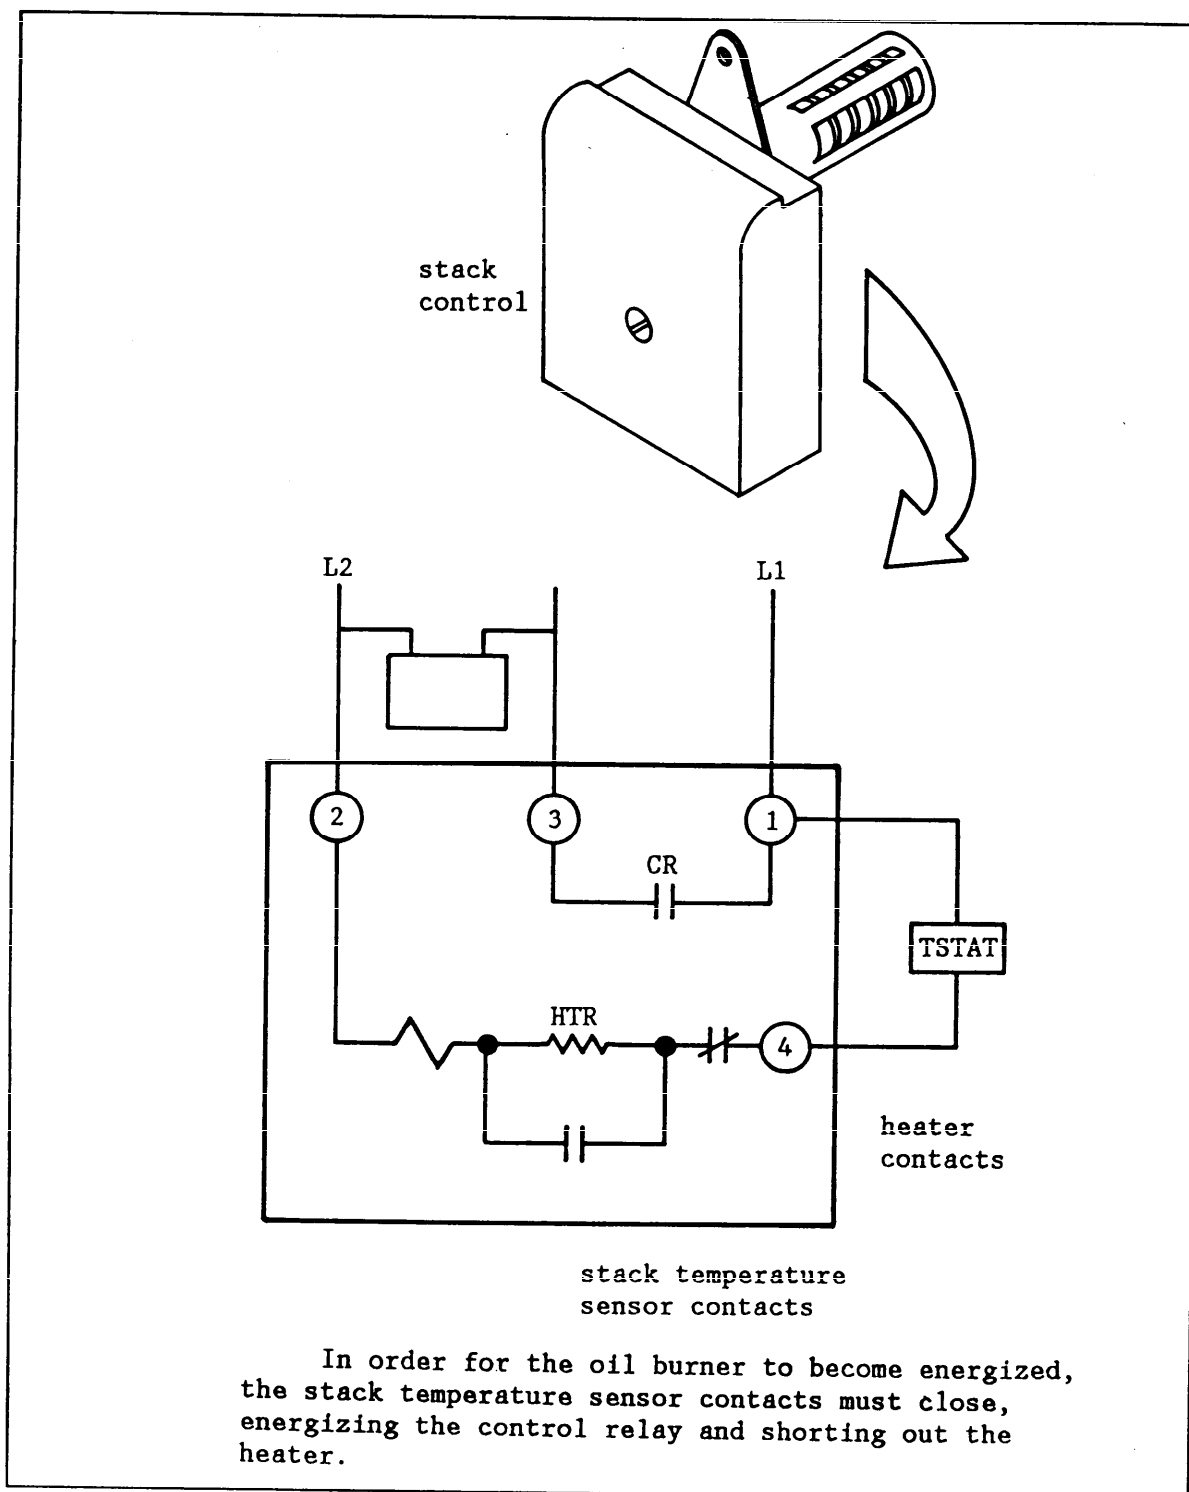 stack
control
L2
L1
2
3
1
CR
TSTAT
HTR
4
heater
contacts
stack temperature
sensor contacts
In order for the oil burner to become energized,
the stack temperature sensor contacts must close,
energizing the control relay and shorting out the
heater.